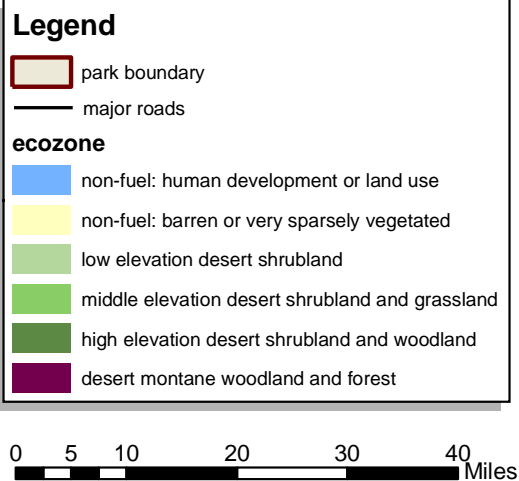 Legend
park boundary
major roads
ecozone
non-fuel: human development or land use
non-fuel: barren or very sparsely vegetated
low elevation desert shrubland
middle elevation desert shrubland and grassland
high elevation desert shrubland and woodland
desert montane woodland and forest
0 5 10 20 30 40
Miles